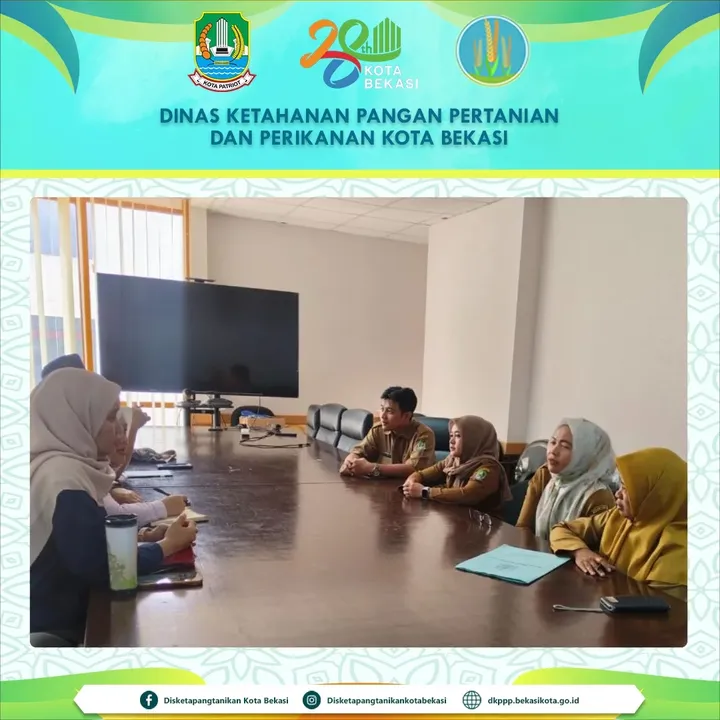 KOTA PATRIOT
28th
KOTA
BEKASI
DINAS KETAHANAN PANGAN PERTANIAN
DAN PERIKANAN KOTA BEKASI
Disketapangtanikan Kota Bekasi
Disketapangtanikankotabekasi
dkppp.bekasikota.go.id